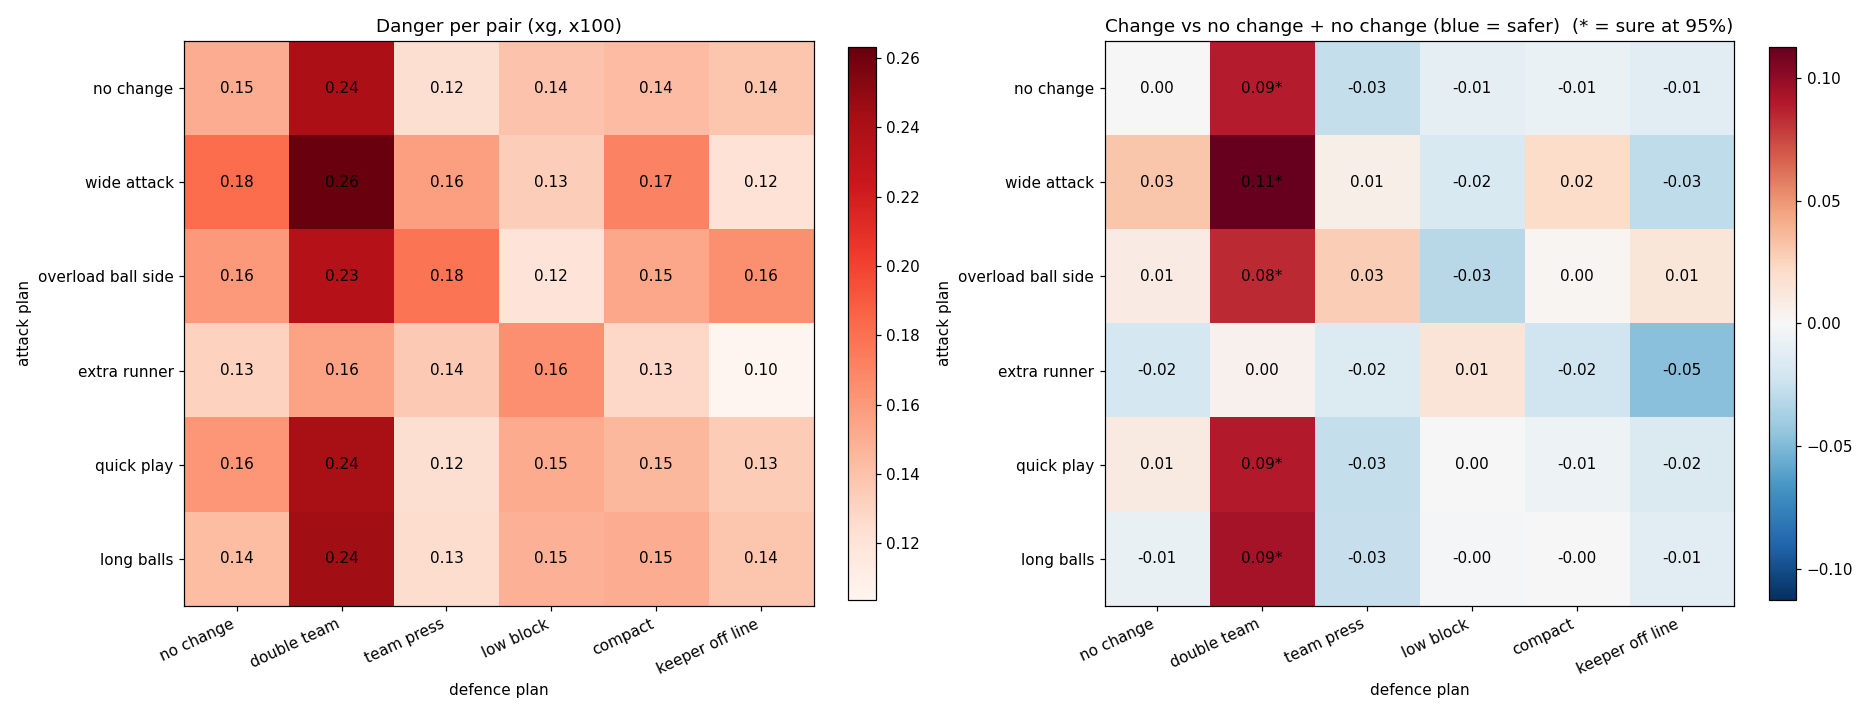 Danger per pair (xg, x100)
attack plan
no change 0.15 0.24 0.12 0.14 0.14 0.14
wide attack 0.18 0.26 0.16 0.13 0.17 0.12
overload ball side 0.16 0.23 0.18 0.12 0.15 0.16
extra runner 0.13 0.16 0.14 0.16 0.13 0.10
quick play 0.16 0.24 0.12 0.15 0.15 0.13
long balls 0.14 0.24 0.13 0.15 0.15 0.14
no change double team team press low block compact keeper off line
defence plan
0.26
0.24
0.22
0.20
0.18
0.16
0.14
0.12
Change vs no change + no change (blue = safer)  (* = sure at 95%)
attack plan
no change 0.00 0.09* -0.03 -0.01 -0.01 -0.01
wide attack 0.03 0.11* 0.01 -0.02 0.02 -0.03
overload ball side 0.01 0.08* 0.03 -0.03 0.00 0.01
extra runner -0.02 0.00 -0.02 0.01 -0.02 -0.05
quick play 0.01 0.09* -0.03 0.00 -0.01 -0.02
long balls -0.01 0.09* -0.03 -0.00 -0.00 -0.01
no change double team team press low block compact keeper off line
defence plan
0.10
0.05
0.00
−0.05
−0.10